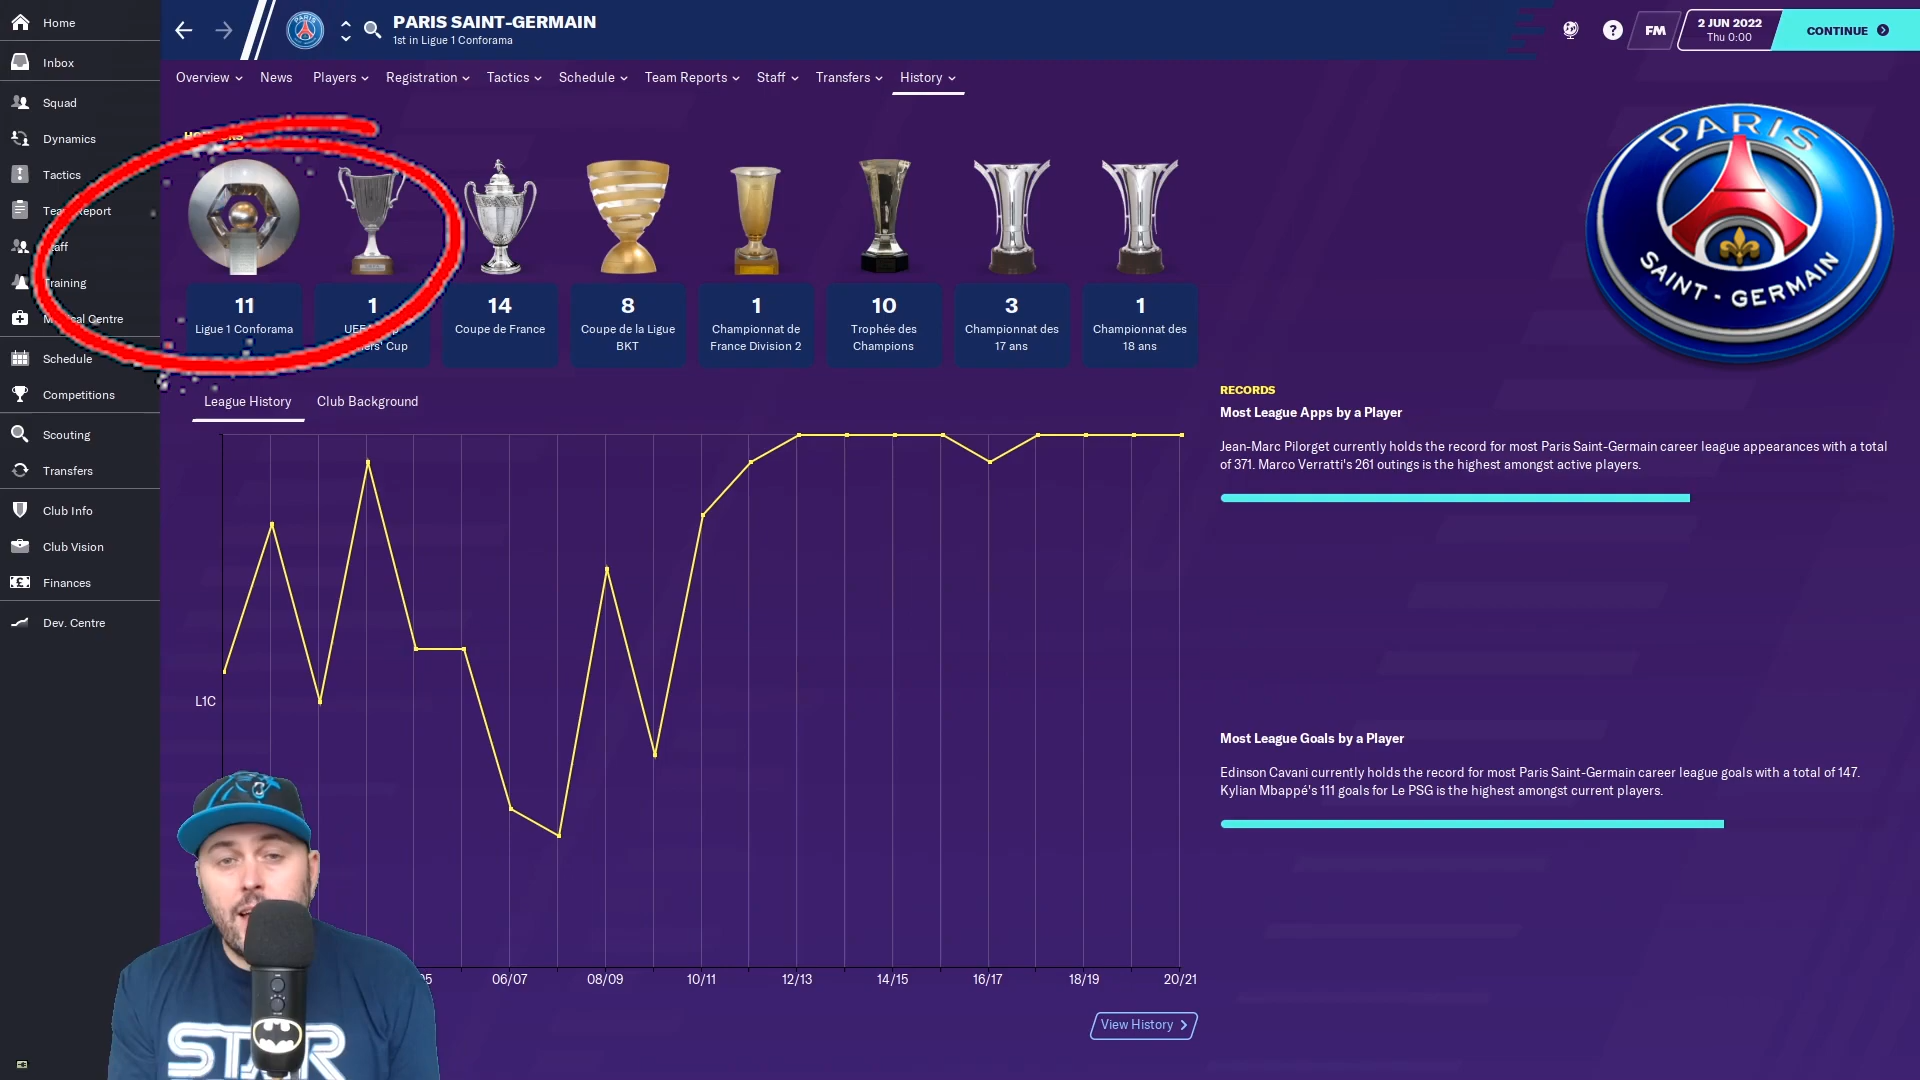 Home
Inbox
Squad
Dynamics
Tactics
Team Report
Training
Schedule
Competitions
Scouting
Transfers
Club Info
Club Vision
Finances
Dev. Centre
PARIS SAINT-GERMAIN
1st in Ligue 1 Conforama
FM
2 JUN 2022
Thu 0:00
CONTINUE
Overview
News
Players
Registration
Tactics
Schedule
Team Reports
Staff
Transfers
History
11
Ligue 1 Conforama
1
Cup
14
Coupe de France
8
Coupe de la Ligue
BKT
1
Championnat de
France Division 2
10
Trophée des
Champions
3
Championnat des
17 ans
1
Championnat des
18 ans
PARIS
SAINT-GERMAIN
League History
Club Background
L1C
06/07
08/09
10/11
12/13
14/15
16/17
18/19
20/21
View History
RECORDS
Most League Apps by a Player
Jean-Marc Pilorget currently holds the record for most Paris Saint-Germain career league appearances with a total
of 371. Marco Verratti's 261 outings is the highest amongst active players.
Most League Goals by a Player
Edinson Cavani currently holds the record for most Paris Saint-Germain career league goals with a total of 147.
Kylian Mbappé's 111 goals for Le PSG is the highest amongst current players.
STAR